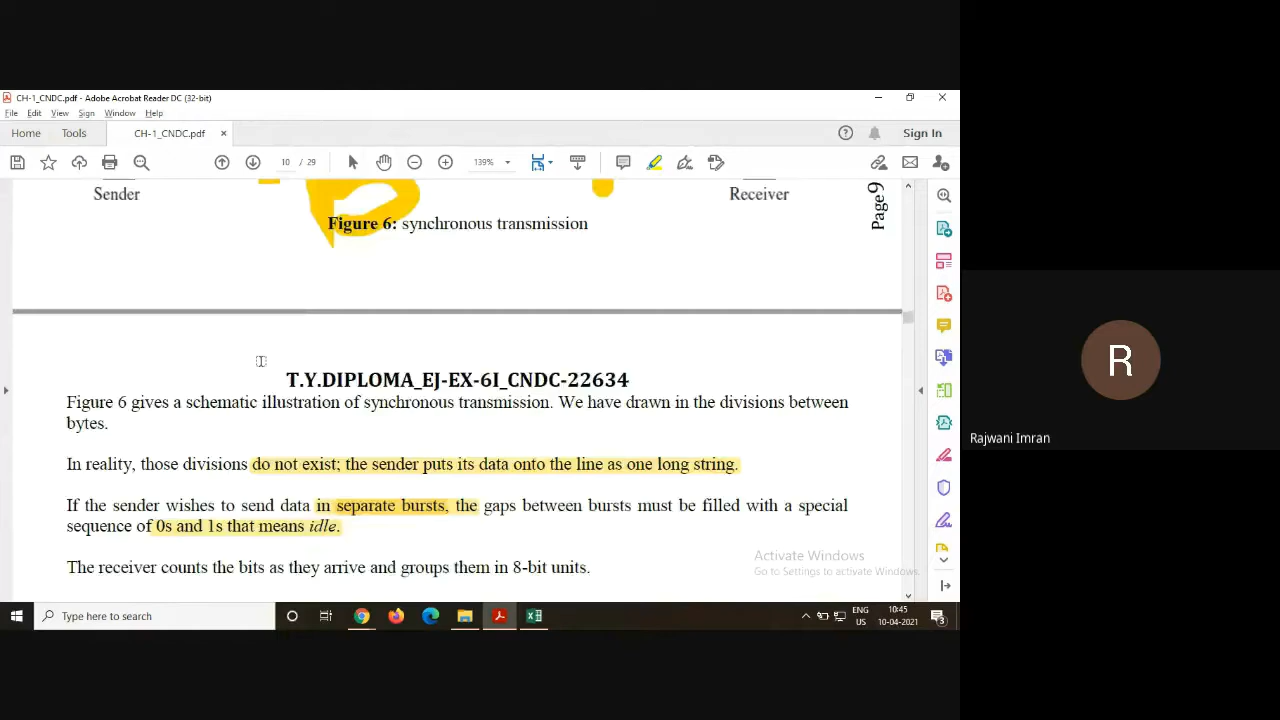 CH-1_CNDC.pdf - Adobe Acrobat Reader DC (32-bit)
File Edit View Sign Window Help
Home Tools CH-1_CNDC.pdf × Sign In
10 / 29 139%
Sender Receiver
Page9
Figure 6: synchronous transmission
T.Y.DIPLOMA_EJ-EX-6I_CNDC-22634
Figure 6 gives a schematic illustration of synchronous transmission. We have drawn in the divisions between
bytes.
In reality, those divisions do not exist; the sender puts its data onto the line as one long string.
If the sender wishes to send data in separate bursts, the gaps between bursts must be filled with a special
sequence of 0s and 1s that means idle.
The receiver counts the bits as they arrive and groups them in 8-bit units.
Activate Windows
Go to Settings to activate Windows.
R
Rajwani Imran
Type here to search
ENG
US
10:45
10-04-2021
3